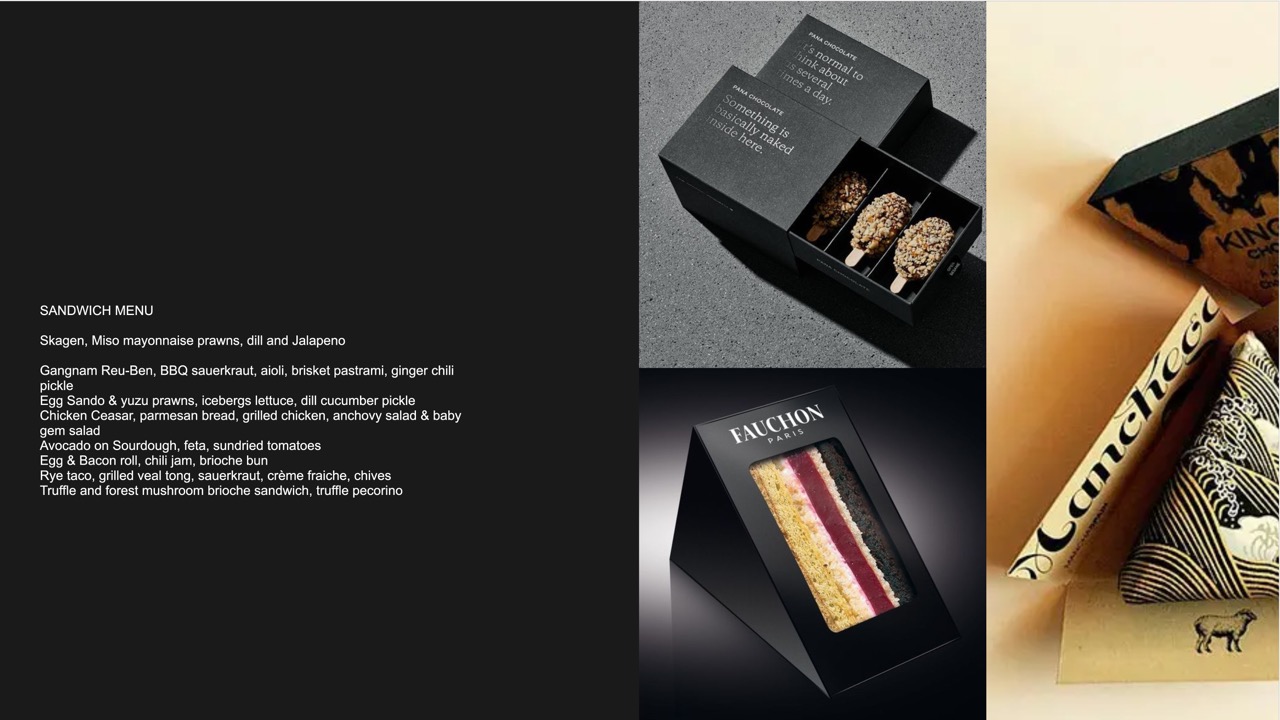 SANDWICH MENU
Skagen, Miso mayonnaise prawns, dill and Jalapeno
Gangnam Reu-Ben, BBQ sauerkraut, aioli, brisket pastrami, ginger chili
pickle
Egg Sando & yuzu prawns, icebergs lettuce, dill cucumber pickle
Chicken Ceasar, parmesan bread, grilled chicken, anchovy salad & baby
gem salad
Avocado on Sourdough, feta, sundried tomatoes
Egg & Bacon roll, chili jam, brioche bun
Rye taco, grilled veal tong, sauerkraut, crème fraiche, chives
Truffle and forest mushroom brioche sandwich, truffle pecorino
PANA CHOCOLATE
It's normal to
think about
us several
times a day.
PANA CHOCOLATE
Something is
basically naked
inside here.
FAUCHON
PARIS
KING
Manchego